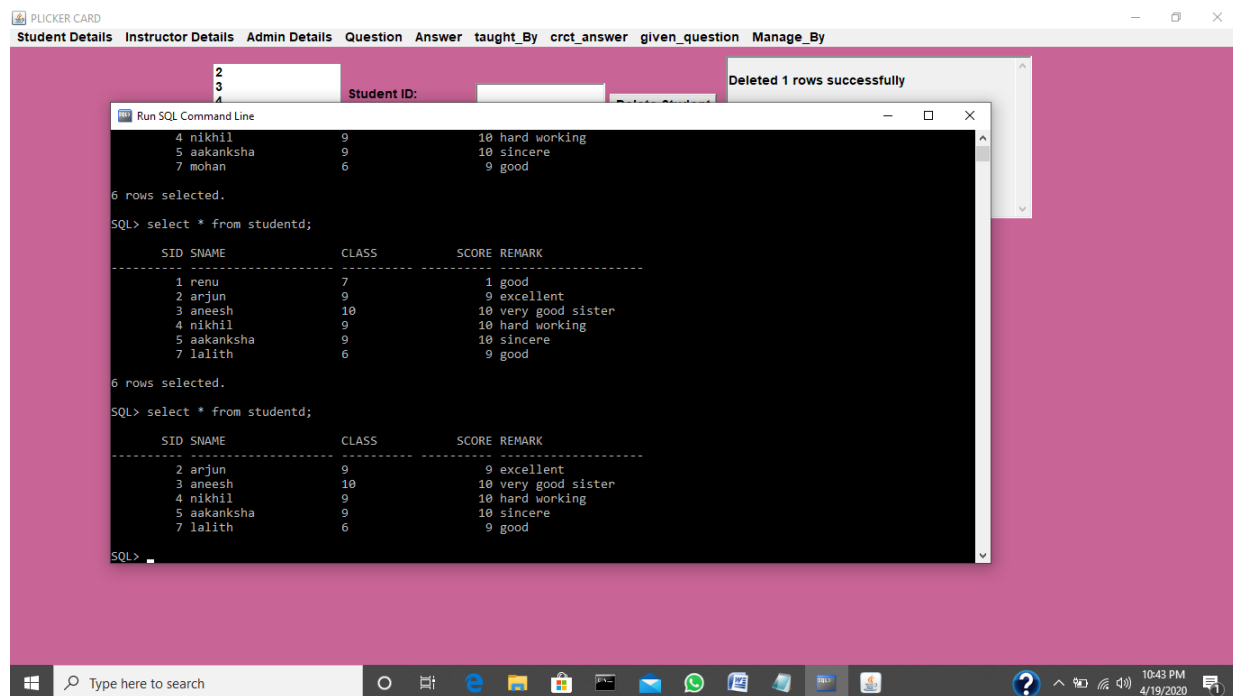 PLICKER CARD
Student Details Instructor Details Admin Details Question Answer taught_By crct_answer given_question Manage_By
2
3
4
Student ID:
Delete Student
Deleted 1 rows successfully
Run SQL Command Line
4 nikhil 9 10 hard working
5 aakanksha 9 10 sincere
7 mohan 6 9 good
6 rows selected.
SQL> select * from studentd;
SID SNAME CLASS SCORE REMARK
---------- -------------------- ---------- ---------- --------------------
1 renu 7 1 good
2 arjun 9 9 excellent
3 aneesh 10 10 very good sister
4 nikhil 9 10 hard working
5 aakanksha 9 10 sincere
7 lalith 6 9 good
6 rows selected.
SQL> select * from studentd;
SID SNAME CLASS SCORE REMARK
---------- -------------------- ---------- ---------- --------------------
2 arjun 9 9 excellent
3 aneesh 10 10 very good sister
4 nikhil 9 10 hard working
5 aakanksha 9 10 sincere
7 lalith 6 9 good
SQL>
Type here to search
10:43 PM
4/19/2020